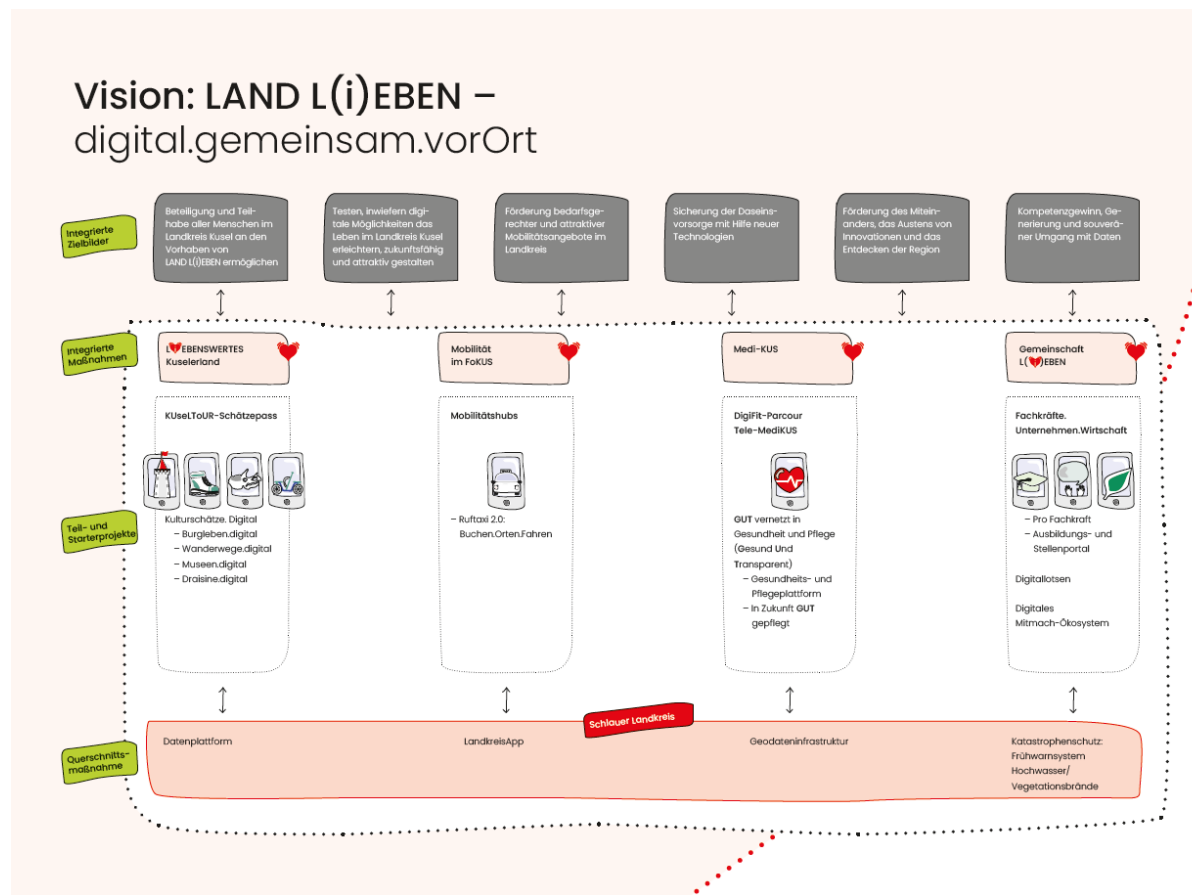 Vision: LAND L(i)EBEN –
digital.gemeinsam.vorOrt
Integrierte
Zielbilder
Beteiligung und Teil-
habe aller Menschen im
Landkreis Kusel an den
Vorhaben von
LAND L(i)EBEN ermöglichen
Testen, inwiefern digi-
tale Möglichkeiten das
Leben im Landkreis Kusel
erleichtern, zukunftsfähig
und attraktiv gestalten
Förderung bedarfsge-
rechter und attraktiver
Mobilitätsangebote im
Landkreis
Sicherung der Daseins-
vorsorge mit Hilfe neuer
Technologien
Förderung des Mitein-
anders, das Austens von
Innovationen und das
Entdecken der Region
Kompetenzgewinn, Ge-
nerierung und souverä-
ner Umgang mit Daten
Integrierte
Maßnahmen
L(i)EBENSWERTES
Kuselerland
Mobilität
im FoKUS
Medi-KUS
Gemeinschaft
L(i)EBEN
Teil- und
Starterprojekte
KUseLToUR-Schätzepass
Kulturschätze. Digital
– Burgleben.digital
– Wanderwege.digital
– Museen.digital
– Draisine.digital
Mobilitätshubs
– Ruftaxi 2.0:
Buchen.Orten.Fahren
DigiFit-Parcour
Tele-MediKUS
GUT vernetzt in
Gesundheit und Pflege
(Gesund Und
Transparent)
– Gesundheits- und
Pflegeplattform
– In Zukunft GUT
gepflegt
Fachkräfte.
Unternehmen.Wirtschaft
– Pro Fachkraft
– Ausbildungs- und
Stellenportal
Digitallotsen
Digitales
Mitmach-Ökosystem
Schlauer Landkreis
Querschnitts-
maßnahme
Datenplattform
LandkreisApp
Geodateninfrastruktur
Katastrophenschutz:
Frühwarnsystem
Hochwasser/
Vegetationsbrände